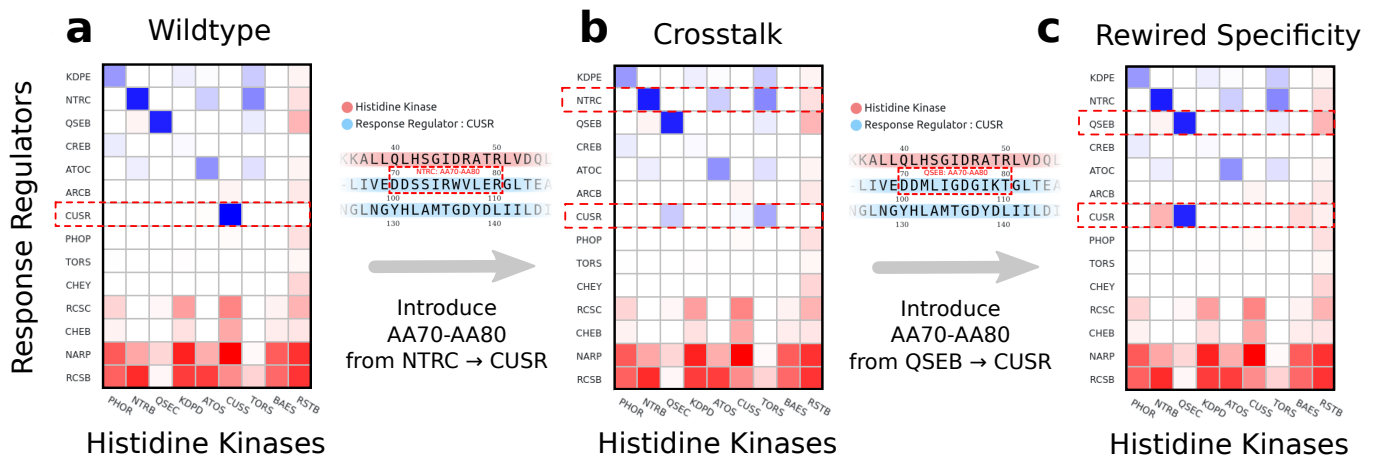 a
Wildtype
b
Crosstalk
c
Rewired Specificity
Response Regulators
KDPE
NTRC
QSEB
CREB
ATOC
ARCB
CUSR
PHOP
TORS
CHEY
RCSC
CHEB
NARP
RCSB
PHOR
NTRB
QSEC
KDPD
ATOS
CUSS
TORS
BAES
RSTB
Histidine Kinases
Histidine Kinase
Response Regulator : CUSR
40 50
KKALLQLHSGIDRATRLVDQL
70 NTRC: AA70-AA80 80
-LIVEDDSSIRWVLERGLTEA
NGLNGYHLAMTGDYDLIILDI
130 140
Introduce
AA70-AA80
from NTRC → CUSR
KDPE
NTRC
QSEB
CREB
ATOC
ARCB
CUSR
PHOP
TORS
CHEY
RCSC
CHEB
NARP
RCSB
PHOR
NTRB
QSEC
KDPD
ATOS
CUSS
TORS
BAES
RSTB
Histidine Kinases
Histidine Kinase
Response Regulator : CUSR
40 50
KKALLQLHSGIDRATRLVDQL
70 QSEB: AA70-AA80 80
-LIVEDDMLIGDGIKTGLTEA
NGLNGYHLAMTGDYDLIILDI
130 140
Introduce
AA70-AA80
from QSEB → CUSR
KDPE
NTRC
QSEB
CREB
ATOC
ARCB
CUSR
PHOP
TORS
CHEY
RCSC
CHEB
NARP
RCSB
PHOR
NTRB
QSEC
KDPD
ATOS
CUSS
TORS
BAES
RSTB
Histidine Kinases